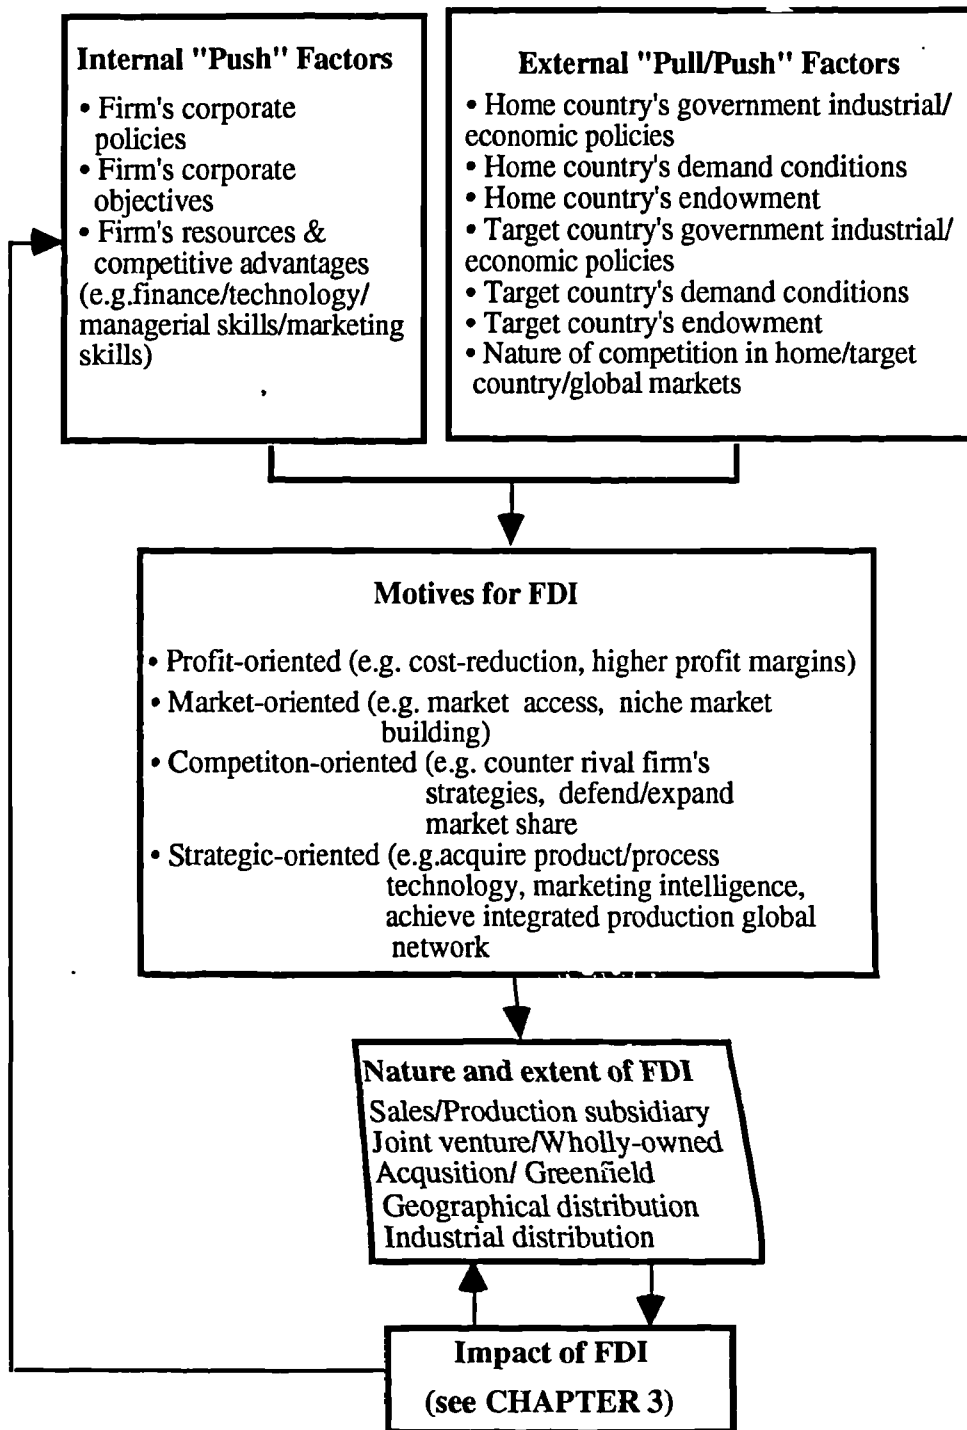 Internal "Push" Factors
• Firm's corporate
policies
• Firm's corporate
objectives
• Firm's resources &
competitive advantages
(e.g.finance/technology/
managerial skills/marketing
skills)
External "Pull/Push" Factors
• Home country's government industrial/
economic policies
• Home country's demand conditions
• Home country's endowment
• Target country's government industrial/
economic policies
• Target country's demand conditions
• Target country's endowment
• Nature of competition in home/target
country/global markets
Motives for FDI
• Profit-oriented (e.g. cost-reduction, higher profit margins)
• Market-oriented (e.g. market access, niche market
building)
• Competiton-oriented (e.g. counter rival firm's
strategies, defend/expand
market share
• Strategic-oriented (e.g.acquire product/process
technology, marketing intelligence,
achieve integrated production global
network
Nature and extent of FDI
Sales/Production subsidiary
Joint venture/Wholly-owned
Acqusition/ Greenfield
Geographical distribution
Industrial distribution
Impact of FDI
(see CHAPTER 3)